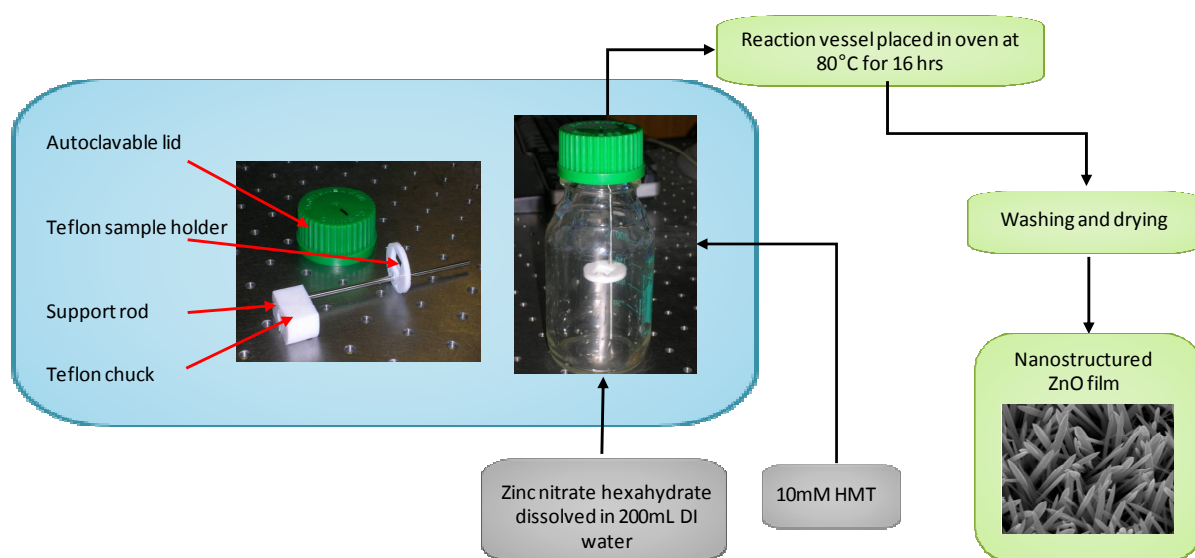 Reaction vessel placed in oven at
80°C for 16 hrs
Autoclavable lid
Teflon sample holder
Support rod
Teflon chuck
Washing and drying
Nanostructured
ZnO film
Zinc nitrate hexahydrate
dissolved in 200mL DI
water
10mM HMT